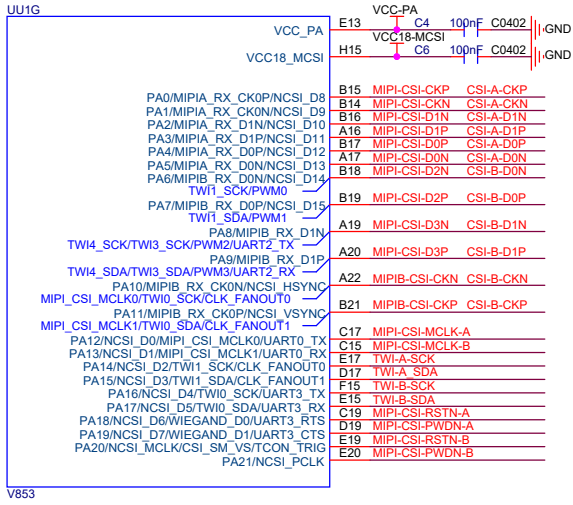 UU1G
VCC-PA
VCC_PA E13 C4 100nF C0402 GND
VCC18-MCSI
VCC18_MCSI H15 C6 100nF C0402 GND
PA0/MIPIA_RX_CK0P/NCSI_D8 B15 MIPI-CSI-CKP CSI-A-CKP
PA1/MIPIA_RX_CK0N/NCSI_D9 B14 MIPI-CSI-CKN CSI-A-CKN
PA2/MIPIA_RX_D1N/NCSI_D10 B16 MIPI-CSI-D1N CSI-A-D1N
PA3/MIPIA_RX_D1P/NCSI_D11 A16 MIPI-CSI-D1P CSI-A-D1P
PA4/MIPIA_RX_D0P/NCSI_D12 B17 MIPI-CSI-D0P CSI-A-D0P
PA5/MIPIA_RX_D0N/NCSI_D13 A17 MIPI-CSI-D0N CSI-A-D0N
PA6/MIPIB_RX_D0N/NCSI_D14 B18 MIPI-CSI-D2N CSI-B-D0N
TWI1_SCK/PWM0
PA7/MIPIB_RX_D0P/NCSI_D15 B19 MIPI-CSI-D2P CSI-B-D0P
TWI1_SDA/PWM1
PA8/MIPIB_RX_D1N A19 MIPI-CSI-D3N CSI-B-D1N
TWI4_SCK/TWI3_SCK/PWM2/UART2_TX
PA9/MIPIB_RX_D1P A20 MIPI-CSI-D3P CSI-B-D1P
TWI4_SDA/TWI3_SDA/PWM3/UART2_RX
PA10/MIPIB_RX_CK0N/NCSI_HSYNC A22 MIPIB-CSI-CKN CSI-B-CKN
MIPI_CSI_MCLK0/TWI0_SCK/CLK_FANOUT0
PA11/MIPIB_RX_CK0P/NCSI_VSYNC B21 MIPIB-CSI-CKP CSI-B-CKP
MIPI_CSI_MCLK1/TWI0_SDA/CLK_FANOUT1
PA12/NCSI_D0/MIPI_CSI_MCLK0/UART0_TX C17 MIPI-CSI-MCLK-A
PA13/NCSI_D1/MIPI_CSI_MCLK1/UART0_RX C15 MIPI-CSI-MCLK-B
PA14/NCSI_D2/TWI1_SCK/CLK_FANOUT0 E17 TWI-A-SCK
PA15/NCSI_D3/TWI1_SDA/CLK_FANOUT1 D17 TWI-A_SDA
PA16/NCSI_D4/TWI0_SCK/UART3_TX F15 TWI-B-SCK
PA17/NCSI_D5/TWI0_SDA/UART3_RX E15 TWI-B-SDA
PA18/NCSI_D6/WIEGAND_D0/UART3_RTS C19 MIPI-CSI-RSTN-A
PA19/NCSI_D7/WIEGAND_D1/UART3_CTS D19 MIPI-CSI-PWDN-A
PA20/NCSI_MCLK/CSI_SM_VS/TCON_TRIG E19 MIPI-CSI-RSTN-B
PA21/NCSI_PCLK E20 MIPI-CSI-PWDN-B
V853